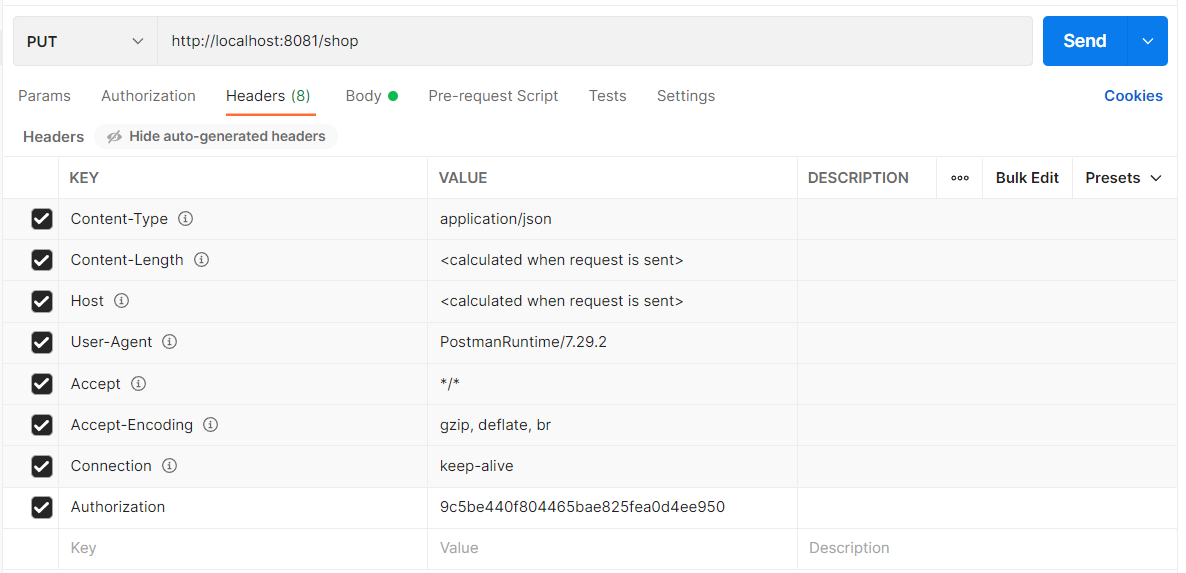 PUT http://localhost:8081/shop Send
Params Authorization Headers (8) Body Pre-request Script Tests Settings Cookies
Headers Hide auto-generated headers
KEY VALUE DESCRIPTION Bulk Edit Presets
Content-Type application/json
Content-Length <calculated when request is sent>
Host <calculated when request is sent>
User-Agent PostmanRuntime/7.29.2
Accept */*
Accept-Encoding gzip, deflate, br
Connection keep-alive
Authorization 9c5be440f804465bae825fea0d4ee950
Key Value Description